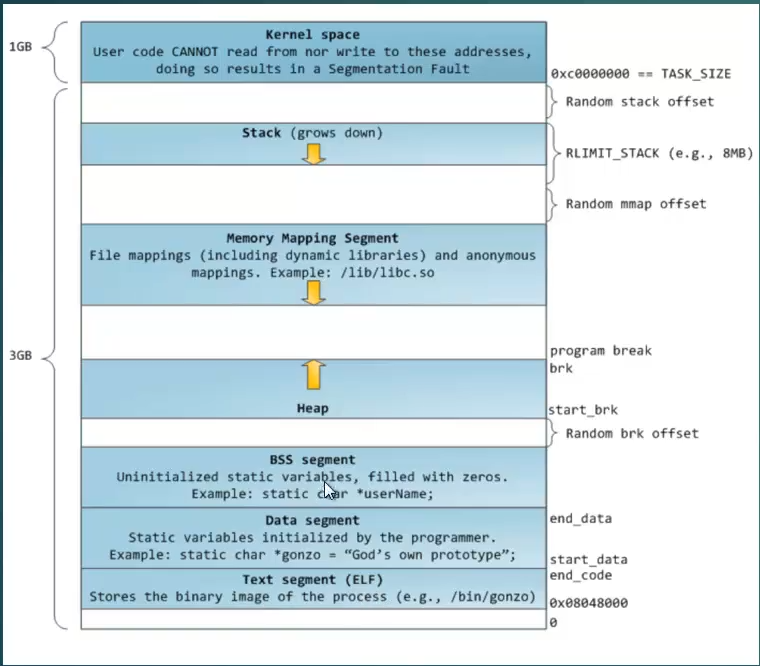 1GB
Kernel space
User code CANNOT read from nor write to these addresses,
doing so results in a Segmentation Fault
0xc0000000 == TASK_SIZE
Random stack offset
Stack (grows down)
RLIMIT_STACK (e.g., 8MB)
Random mmap offset
Memory Mapping Segment
File mappings (including dynamic libraries) and anonymous
mappings. Example: /lib/libc.so
3GB
program break
brk
Heap
start_brk
Random brk offset
BSS segment
Uninitialized static variables, filled with zeros.
Example: static char *userName;
Data segment
Static variables initialized by the programmer.
Example: static char *gonzo = “God’s own prototype”;
end_data
start_data
Text segment (ELF)
Stores the binary image of the process (e.g., /bin/gonzo)
end_code
0x08048000
0